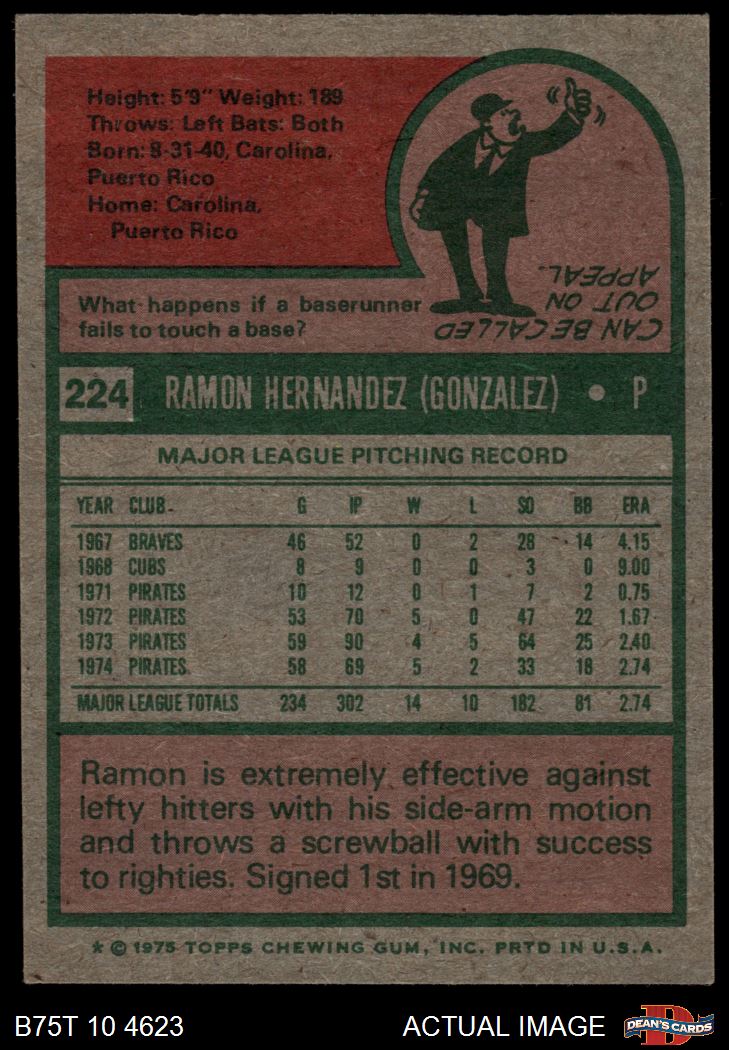 Height: 5'9" Weight: 189
Throws: Left Bats: Both
Born: 8-31-40, Carolina,
Puerto Rico
Home: Carolina,
Puerto Rico
What happens if a baserunner
fails to touch a base?
CAN BE CALLED
OUT ON
APPEAL.
224 RAMON HERNANDEZ (GONZALEZ) • P
MAJOR LEAGUE PITCHING RECORD
YEAR CLUB G IP W L SO BB ERA
1967 BRAVES 46 52 0 2 28 14 4.15
1968 CUBS 8 9 0 0 3 0 9.00
1971 PIRATES 10 12 0 1 7 2 0.75
1972 PIRATES 53 70 5 0 47 22 1.67
1973 PIRATES 59 90 4 5 64 25 2.40
1974 PIRATES 58 69 5 2 33 18 2.74
MAJOR LEAGUE TOTALS 234 302 14 10 182 81 2.74
Ramon is extremely effective against
lefty hitters with his side-arm motion
and throws a screwball with success
to righties. Signed 1st in 1969.
* © 1975 TOPPS CHEWING GUM, INC. PRTD IN U.S.A.
B75T 10 4623 ACTUAL IMAGE DEAN'S CARDS